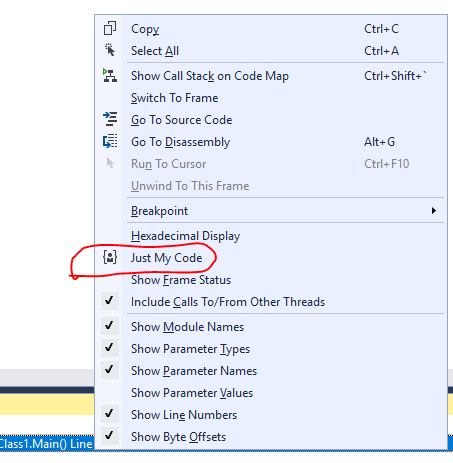 Copy Ctrl+C
Select All Ctrl+A
Show Call Stack on Code Map Ctrl+Shift+`
Switch To Frame
Go To Source Code
Go To Disassembly Alt+G
Run To Cursor Ctrl+F10
Unwind To This Frame
Breakpoint
Hexadecimal Display
Just My Code
Show Frame Status
Include Calls To/From Other Threads
Show Module Names
Show Parameter Types
Show Parameter Names
Show Parameter Values
Show Line Numbers
Show Byte Offsets
Class1.Main() Line